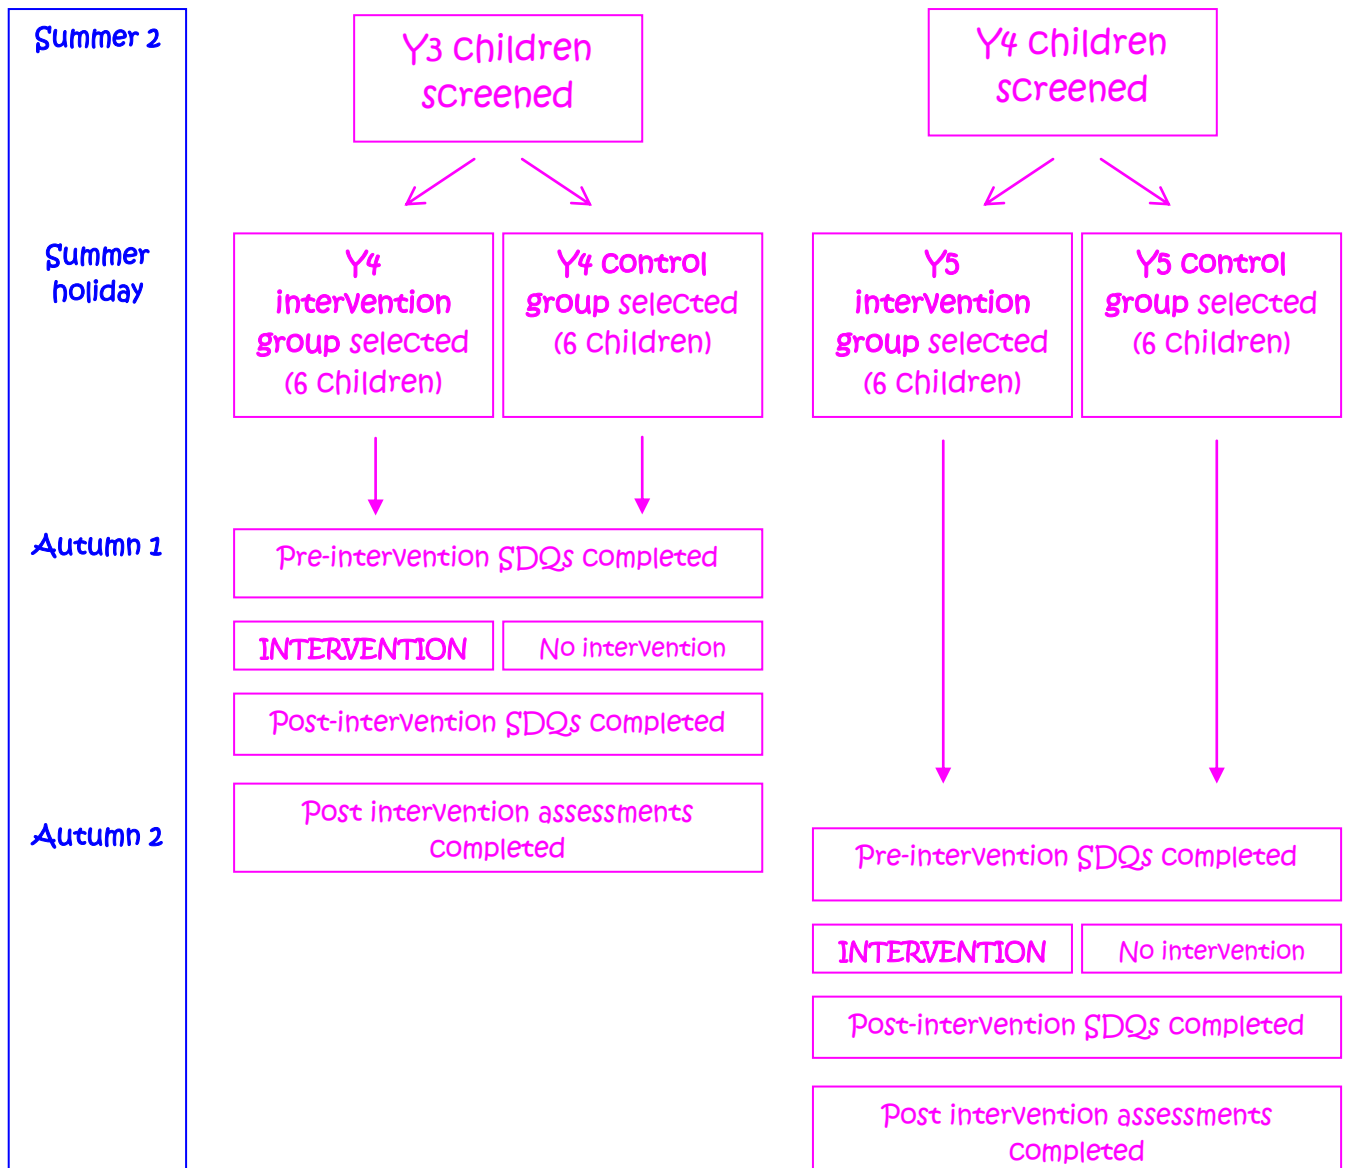 Summer 2
Y3 children
screened
Y4 children
screened
Summer
holiday
Y4
intervention
group selected
(6 children)
Y4 control
group selected
(6 children)
Y5
intervention
group selected
(6 children)
Y5 control
group selected
(6 children)
Autumn 1
Pre-intervention SDQs completed
INTERVENTION
No intervention
Post-intervention SDQs completed
Post intervention assessments
completed
Autumn 2
Pre-intervention SDQs completed
INTERVENTION
No intervention
Post-intervention SDQs completed
Post intervention assessments
completed